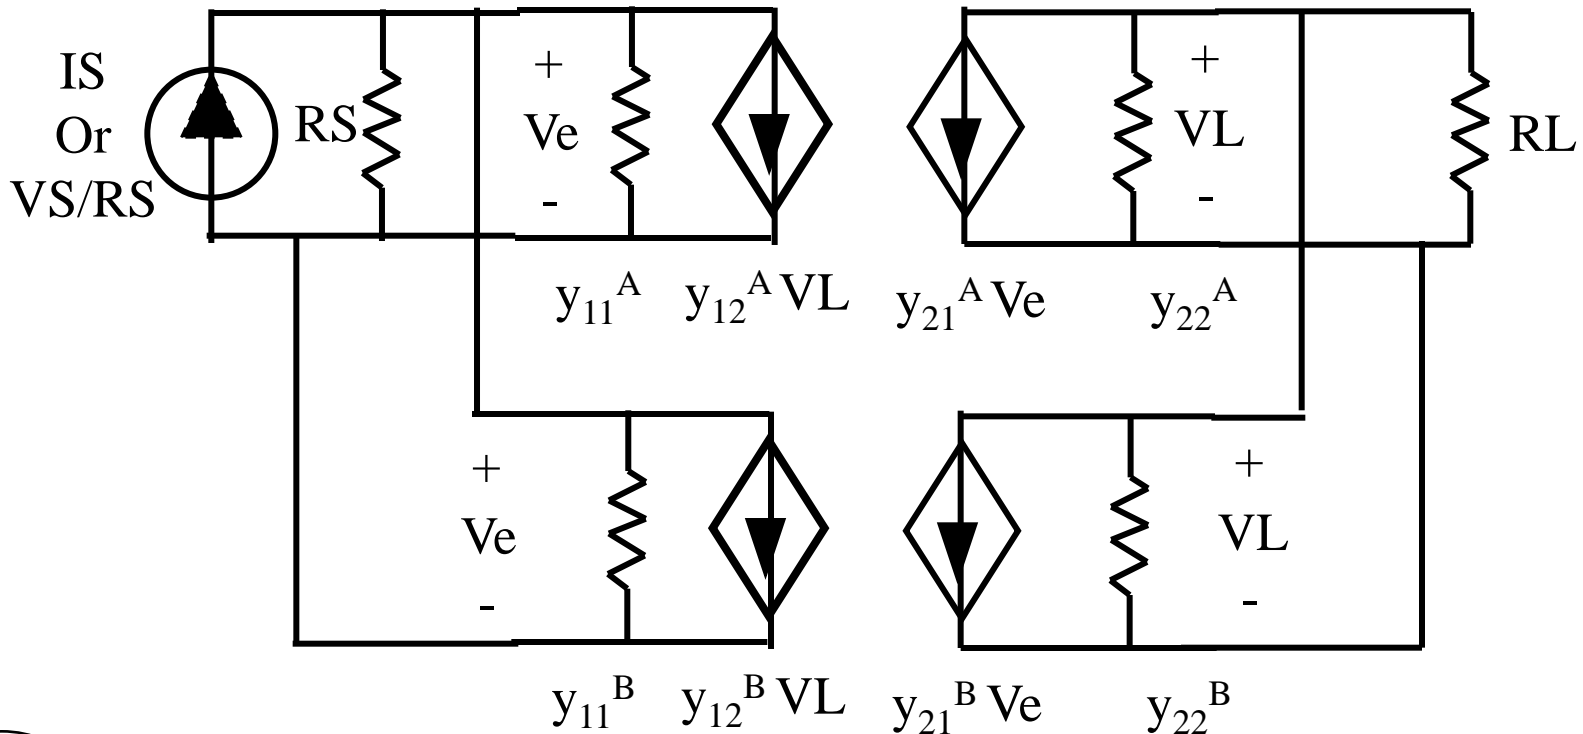 IS
Or
VS/RS
RS
+
Ve
-
+
VL
-
RL
y₁₁ᴬ
y₁₂ᴬ VL
y₂₁ᴬ Ve
y₂₂ᴬ
+
Ve
-
+
VL
-
y₁₁ᴮ
y₁₂ᴮ VL
y₂₁ᴮ Ve
y₂₂ᴮ